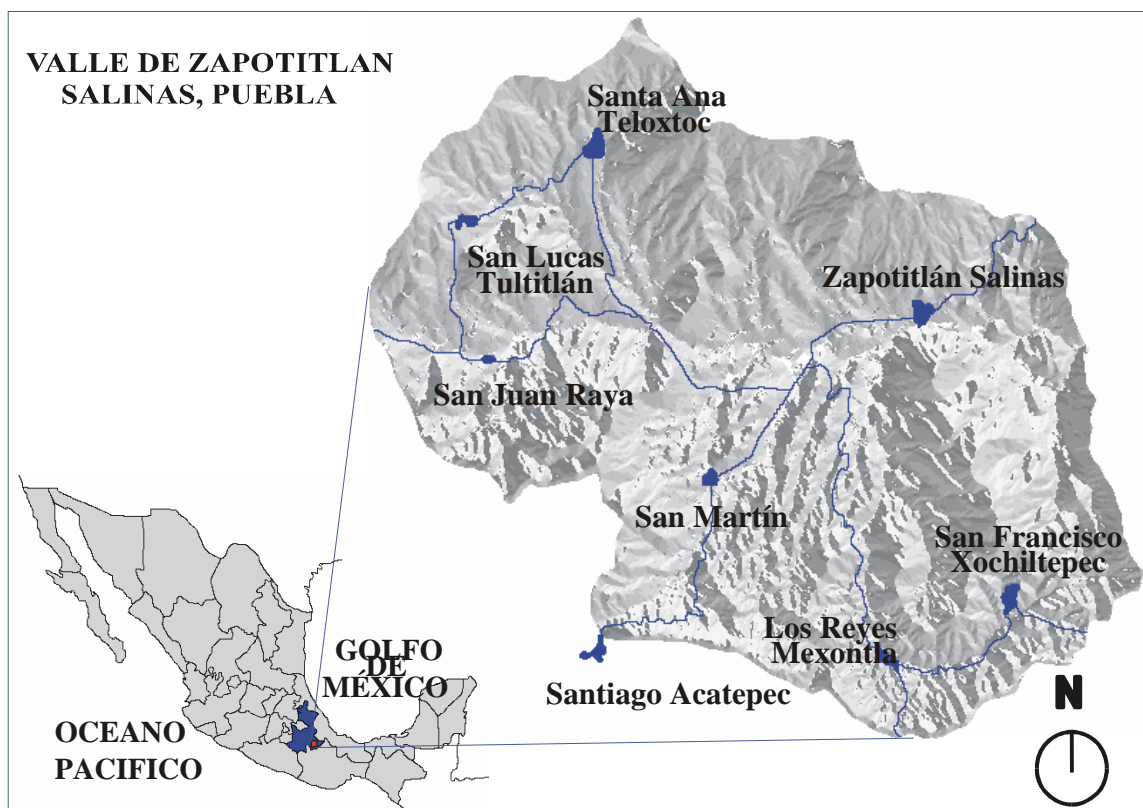 VALLE DE ZAPOTITLAN
SALINAS, PUEBLA
Santa Ana
Teloxtoc
San Lucas
Tultitlán
Zapotitlán Salinas
San Juan Raya
San Martín
San Francisco
Xochiltepec
Los Reyes
Mexontla
Santiago Acatepec
GOLFO
DE
MÉXICO
OCEANO
PACIFICO
N